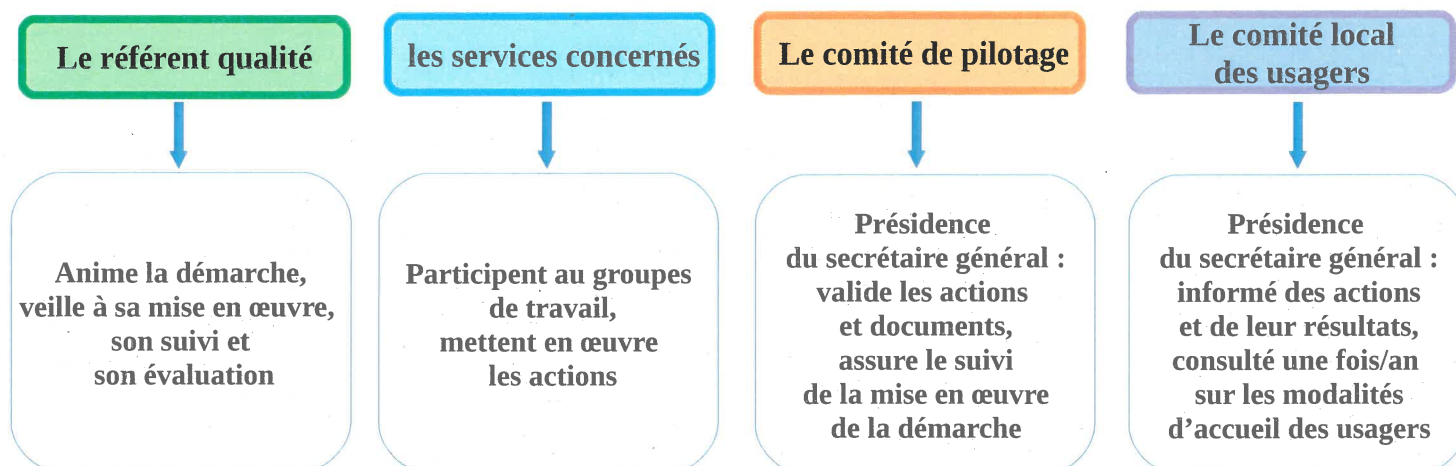 Le référent qualité
les services concernés
Le comité de pilotage
Le comité local
des usagers
Anime la démarche,
veille à sa mise en œuvre,
son suivi et
son évaluation
Participent au groupes
de travail,
mettent en œuvre
les actions
Présidence
du secrétaire général :
valide les actions
et documents,
assure le suivi
de la mise en œuvre
de la démarche
Présidence
du secrétaire général :
informé des actions
et de leur résultats,
consulté une fois/an
sur les modalités
d’accueil des usagers